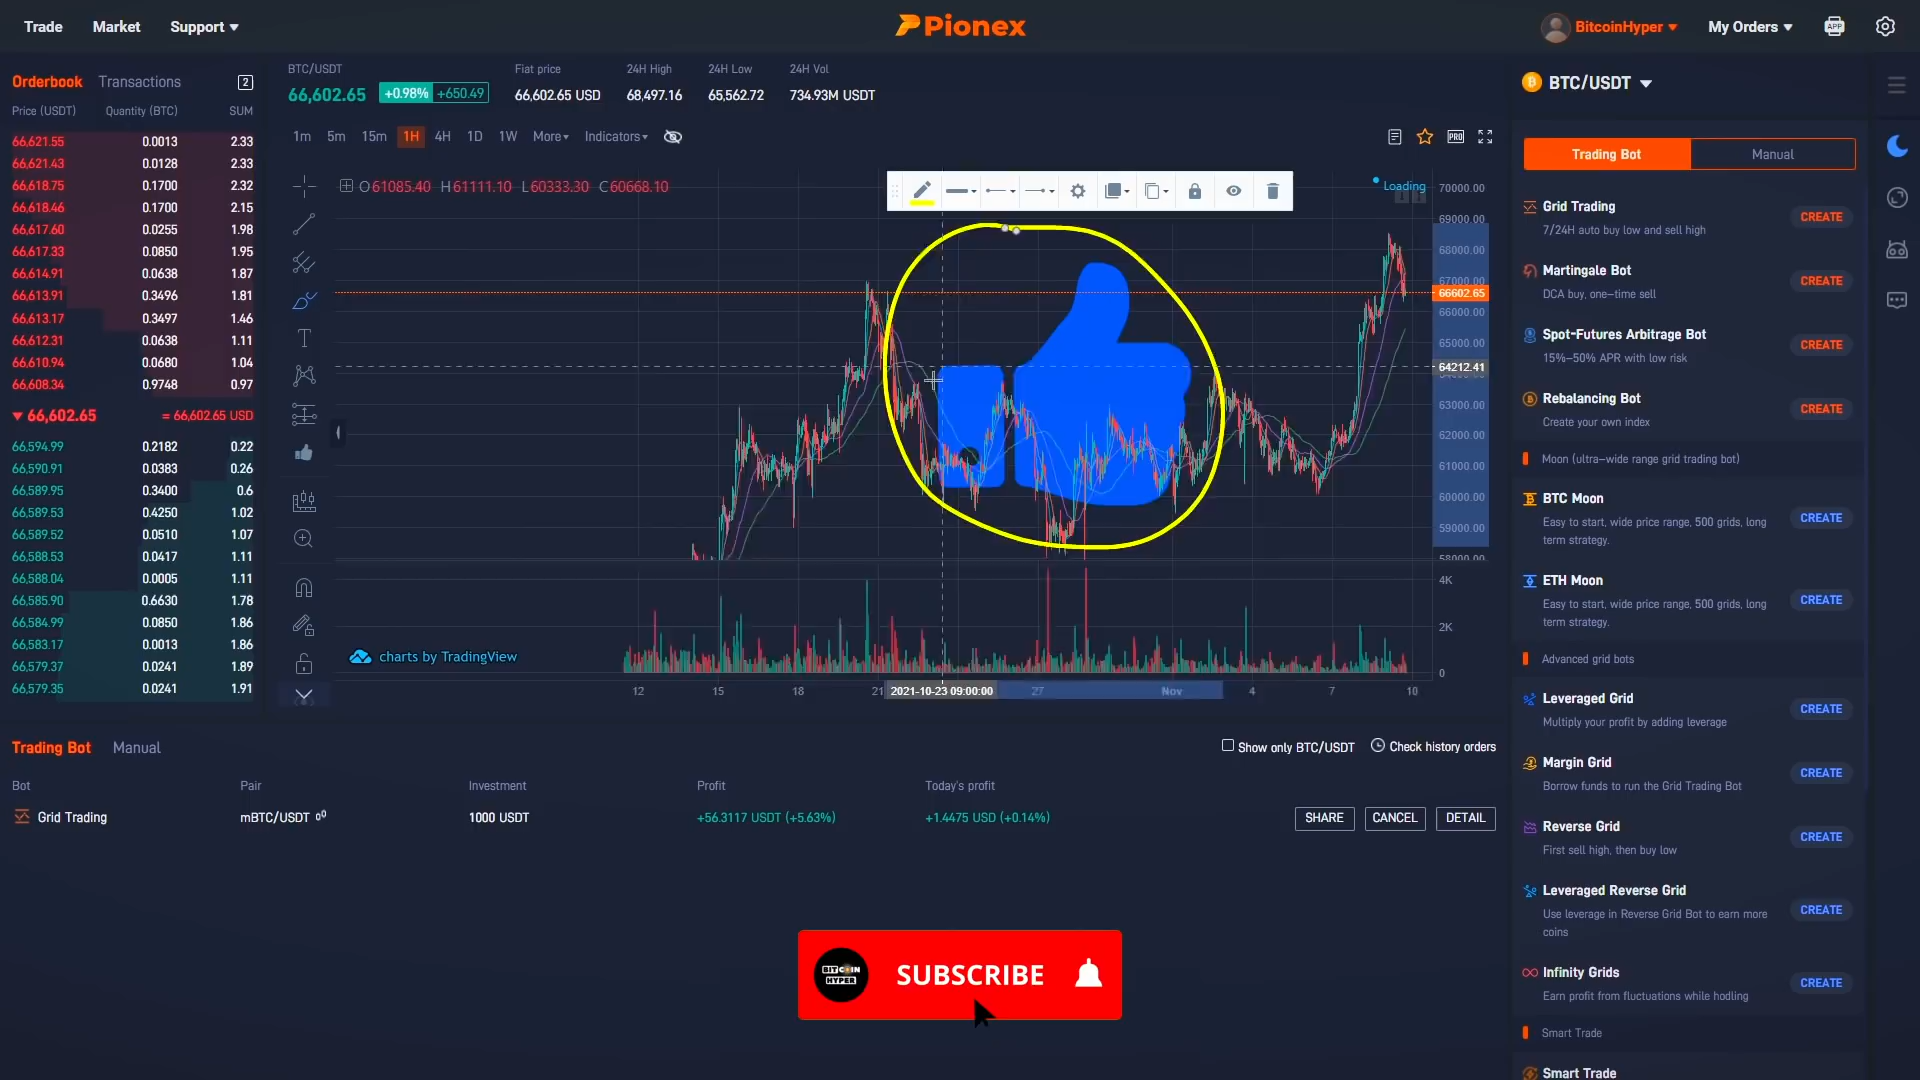 Trade Market Support
Pionex
BitcoinHyper My Orders APP
Orderbook Transactions 2
Price (USDT) Quantity (BTC) SUM
66,621.55 0.0013 2.33
66,621.43 0.0128 2.33
66,618.75 0.1700 2.32
66,618.46 0.1700 2.15
66,617.60 0.0255 1.98
66,617.33 0.0850 1.95
66,614.91 0.0638 1.87
66,613.91 0.3496 1.81
66,613.17 0.3497 1.46
66,612.31 0.0638 1.11
66,610.94 0.0680 1.04
66,608.34 0.9748 0.97
66,602.65 = 66,602.65 USD
66,594.99 0.2182 0.22
66,590.91 0.0383 0.26
66,589.95 0.3400 0.6
66,589.53 0.4250 1.02
66,589.52 0.0510 1.07
66,588.53 0.0417 1.11
66,588.04 0.0005 1.11
66,585.90 0.6630 1.78
66,584.99 0.0850 1.86
66,583.17 0.0013 1.86
66,579.37 0.0241 1.89
66,579.35 0.0241 1.91
BTC/USDT Fiat price 24H High 24H Low 24H Vol
66,602.65 +0.98% +650.49 66,602.65 USD 68,497.16 65,562.72 734.93M USDT
1m 5m 15m 1H 4H 1D 1W More Indicators PRO
O61085.40 H61111.10 L60333.30 C60668.10
Loading
70000.00
69000.00
68000.00
67000.00
66602.65
66000.00
65000.00
64212.41
63000.00
62000.00
61000.00
60000.00
59000.00
58000.00
4K
2K
0
charts by TradingView
12 15 18 21 2021-10-23 09:00:00 27 Nov 4 7 10
BTC/USDT
Trading Bot Manual
Grid Trading
7/24H auto buy low and sell high
CREATE
Martingale Bot
DCA buy, one-time sell
CREATE
Spot-Futures Arbitrage Bot
15%-50% APR with low risk
CREATE
Rebalancing Bot
Create your own index
CREATE
Moon (ultra-wide range grid trading bot)
BTC Moon
Easy to start, wide price range, 500 grids, long
term strategy.
CREATE
ETH Moon
Easy to start, wide price range, 500 grids, long
term strategy.
CREATE
Advanced grid bots
Leveraged Grid
Multiply your profit by adding leverage
CREATE
Margin Grid
Borrow funds to run the Grid Trading Bot
CREATE
Reverse Grid
First sell high, then buy low
CREATE
Leveraged Reverse Grid
Use leverage in Reverse Grid Bot to earn more
coins
CREATE
Infinity Grids
Earn profit from fluctuations while hodling
CREATE
Smart Trade
Smart Trade
Trading Bot Manual
Show only BTC/USDT Check history orders
Bot Pair Investment Profit Today's profit
Grid Trading mBTC/USDT 1000 USDT +56.3117 USDT (+5.63%) +1.4475 USD (+0.14%) SHARE CANCEL DETAIL
BITCOIN
HYPER
SUBSCRIBE